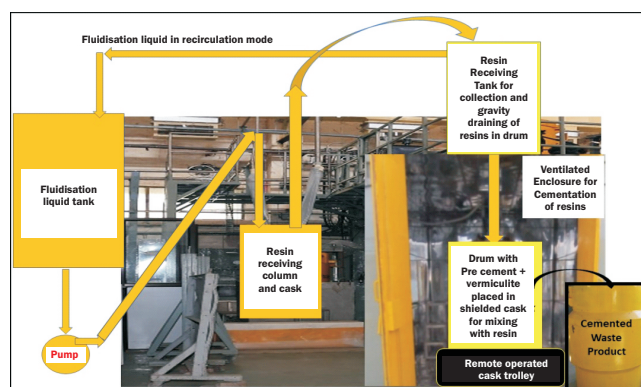 Fluidisation liquid in recirculation mode
Resin
Receiving
Tank for
collection and
gravity
draining of
resins in drum
Fluidisation
liquid tank
Ventilated
Enclosure for
Cementation
of resins
Resin
receiving
column
and cask
Drum with
Pre cement +
vermiculite
placed in
shielded cask
for mixing
with resin
Cemented
Waste
Product
Pump
Remote operated
cask trolley